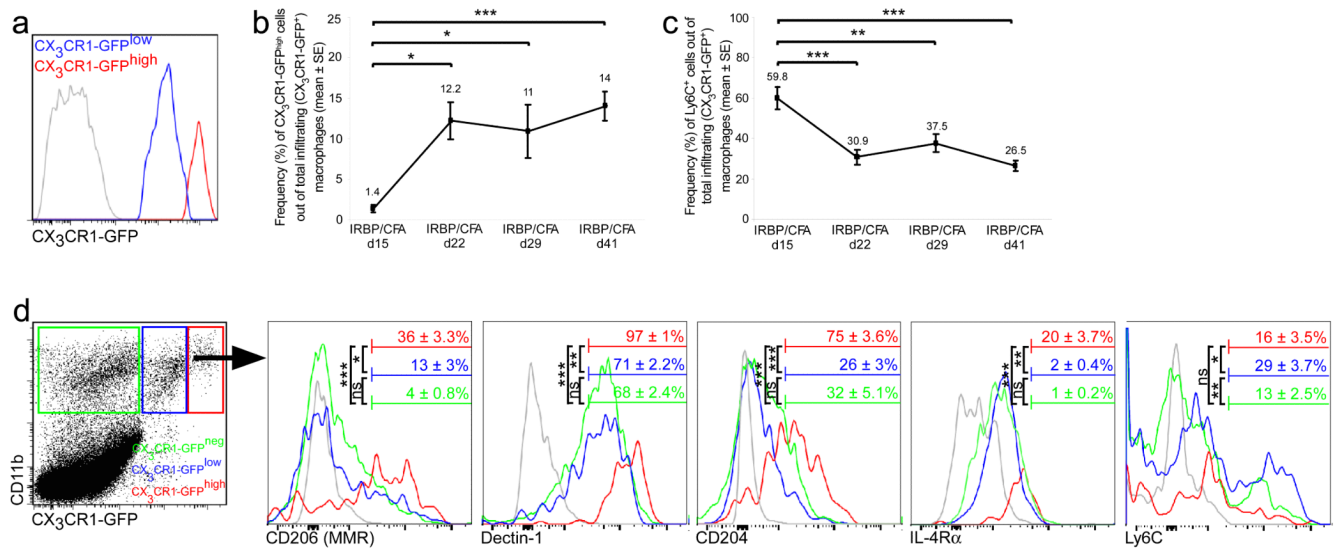 a
CX3CR1-GFPlow
CX3CR1-GFPhigh
CX3CR1-GFP
b
Frequency (%) of CX3CR1-GFPhigh cells
out of total infiltrating (CX3CR1-GFP+)
macrophages (mean ± SE)
25
20
15
10
5
0
***
*
*
1.4
12.2
11
14
IRBP/CFA IRBP/CFA IRBP/CFA IRBP/CFA
d15 d22 d29 d41
c
Frequency (%) of Ly6C+ cells out of
total infiltrating (CX3CR1-GFP+)
macrophages (mean ± SE)
100
80
60
40
20
0
***
**
***
59.8
30.9
37.5
26.5
IRBP/CFA IRBP/CFA IRBP/CFA IRBP/CFA
d15 d22 d29 d41
d
CD11b
CX3CR1-GFPneg
CX3CR1-GFPlow
CX3CR1-GFPhigh
CX3CR1-GFP
36 ± 3.3%
13 ± 3%
4 ± 0.8%
***
*
ns
CD206 (MMR)
97 ± 1%
71 ± 2.2%
68 ± 2.4%
***
**
ns
Dectin-1
75 ± 3.6%
26 ± 3%
32 ± 5.1%
***
***
ns
CD204
20 ± 3.7%
2 ± 0.4%
1 ± 0.2%
***
**
ns
IL-4Rα
16 ± 3.5%
29 ± 3.7%
13 ± 2.5%
ns
*
**
Ly6C